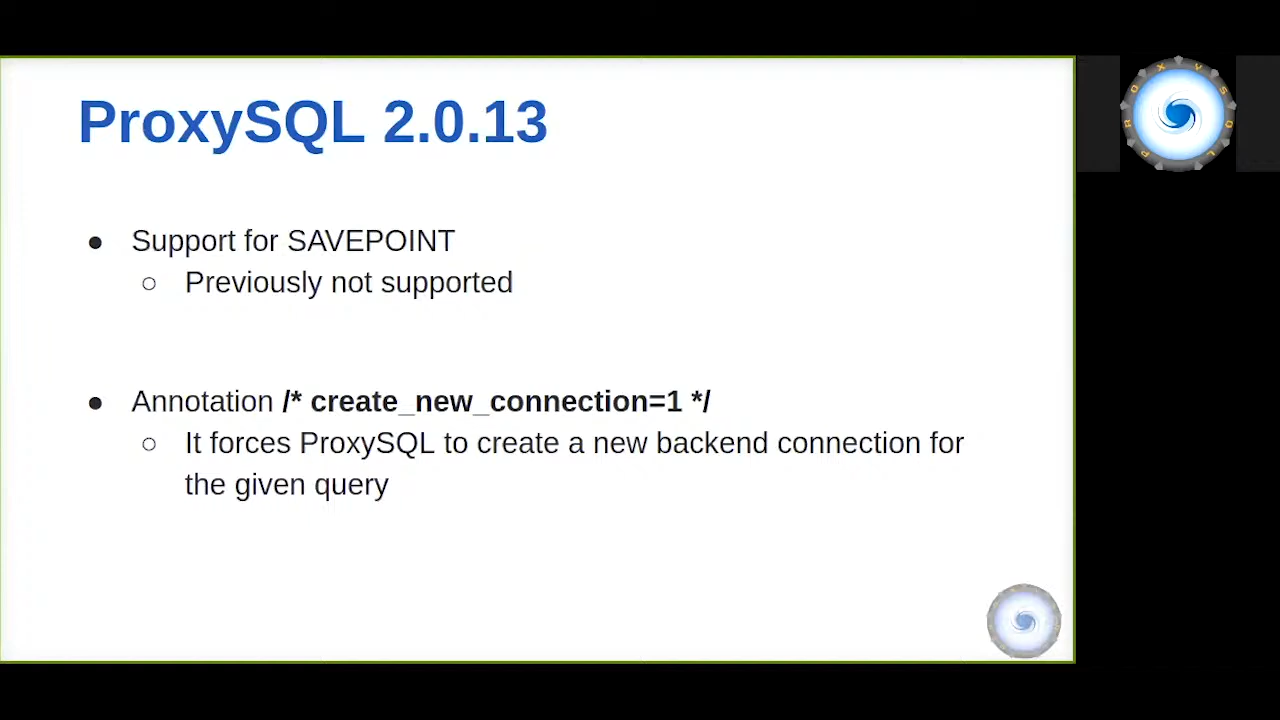 ProxySQL 2.0.13
● Support for SAVEPOINT
○ Previously not supported
● Annotation /* create_new_connection=1 */
○ It forces ProxySQL to create a new backend connection for
the given query
PROXYSQL